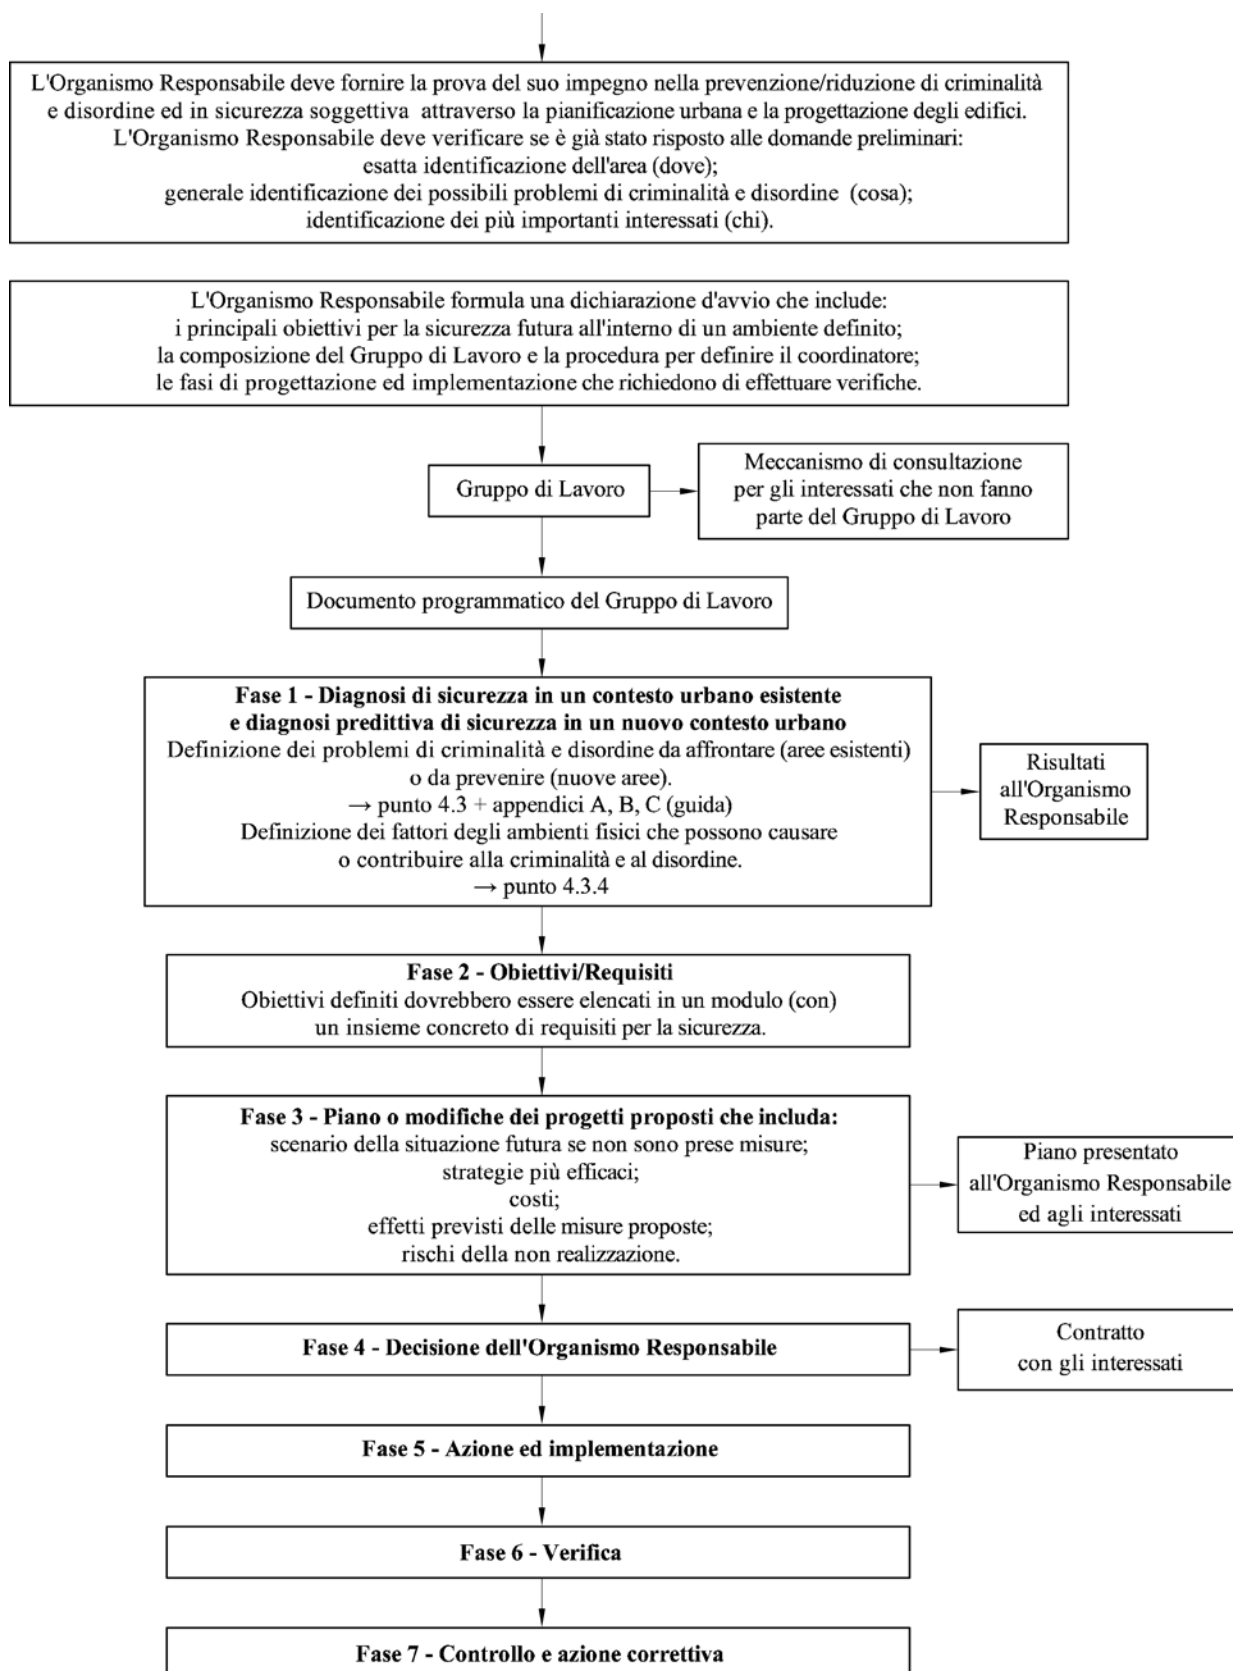 L'Organismo Responsabile deve fornire la prova del suo impegno nella prevenzione/riduzione di criminalità
e disordine ed in sicurezza soggettiva attraverso la pianificazione urbana e la progettazione degli edifici.
L'Organismo Responsabile deve verificare se è già stato risposto alle domande preliminari:
esatta identificazione dell'area (dove);
generale identificazione dei possibili problemi di criminalità e disordine (cosa);
identificazione dei più importanti interessati (chi).
L'Organismo Responsabile formula una dichiarazione d'avvio che include:
i principali obiettivi per la sicurezza futura all'interno di un ambiente definito;
la composizione del Gruppo di Lavoro e la procedura per definire il coordinatore;
le fasi di progettazione ed implementazione che richiedono di effettuare verifiche.
Gruppo di Lavoro
Meccanismo di consultazione
per gli interessati che non fanno
parte del Gruppo di Lavoro
Documento programmatico del Gruppo di Lavoro
Fase 1 - Diagnosi di sicurezza in un contesto urbano esistente
e diagnosi predittiva di sicurezza in un nuovo contesto urbano
Definizione dei problemi di criminalità e disordine da affrontare (aree esistenti)
o da prevenire (nuove aree).
→ punto 4.3 + appendici A, B, C (guida)
Definizione dei fattori degli ambienti fisici che possono causare
o contribuire alla criminalità e al disordine.
→ punto 4.3.4
Risultati
all'Organismo
Responsabile
Fase 2 - Obiettivi/Requisiti
Obiettivi definiti dovrebbero essere elencati in un modulo (con)
un insieme concreto di requisiti per la sicurezza.
Fase 3 - Piano o modifiche dei progetti proposti che includa:
scenario della situazione futura se non sono prese misure;
strategie più efficaci;
costi;
effetti previsti delle misure proposte;
rischi della non realizzazione.
Piano presentato
all'Organismo Responsabile
ed agli interessati
Fase 4 - Decisione dell'Organismo Responsabile
Contratto
con gli interessati
Fase 5 - Azione ed implementazione
Fase 6 - Verifica
Fase 7 - Controllo e azione correttiva